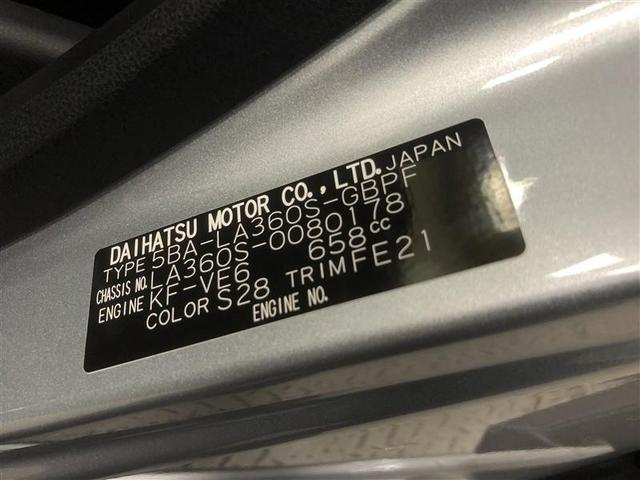 DAIHATSU MOTOR CO., LTD. JAPAN
TYPE 5BA-LA360S-GBPF
CHASSIS NO. LA360S-0080178
ENGINE KF-VE6 658cc
COLOR S28 TRIM FE21
ENGINE NO.